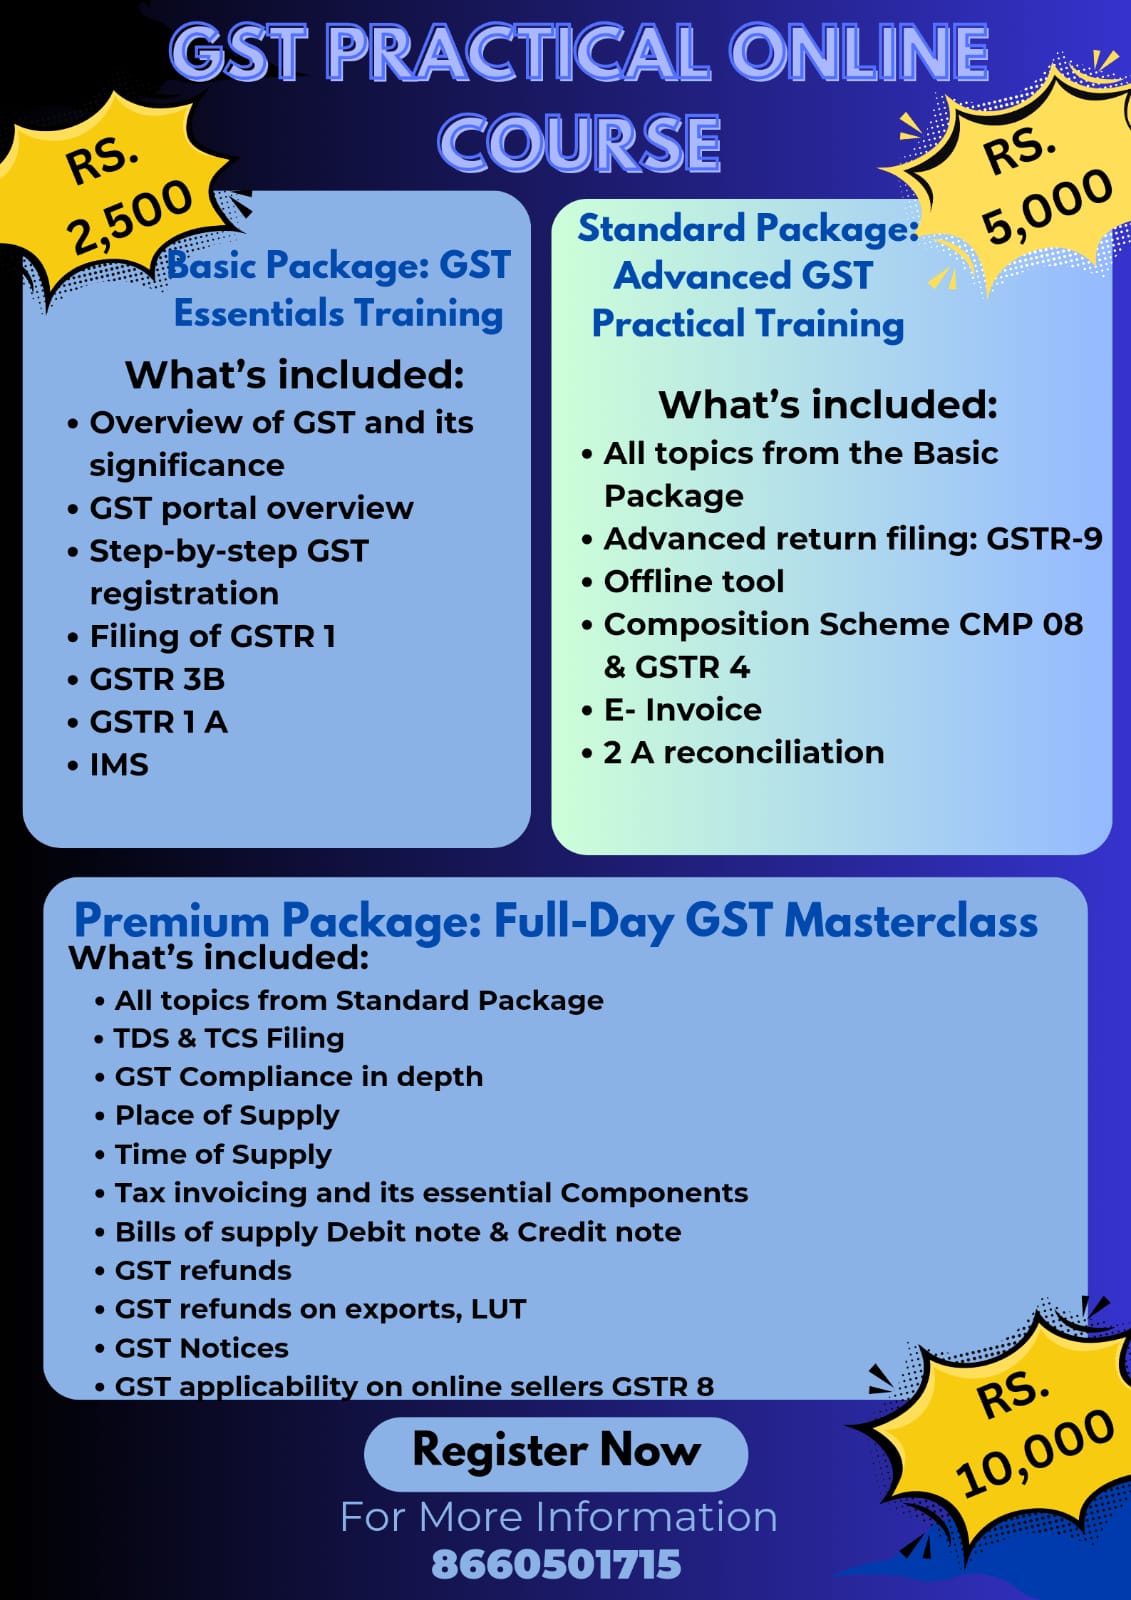 GST PRACTICAL ONLINE
COURSE
RS.
2,500
Basic Package: GST
Essentials Training
What's included:
• Overview of GST and its
significance
• GST portal overview
• Step-by-step GST
registration
• Filing of GSTR 1
• GSTR 3B
• GSTR 1 A
• IMS
RS.
5,000
Standard Package:
Advanced GST
Practical Training
What's included:
• All topics from the Basic
Package
• Advanced return filing: GSTR-9
• Offline tool
• Composition Scheme CMP 08
& GSTR 4
• E- Invoice
• 2 A reconciliation
Premium Package: Full-Day GST Masterclass
What's included:
• All topics from Standard Package
• TDS & TCS Filing
• GST Compliance in depth
• Place of Supply
• Time of Supply
• Tax invoicing and its essential Components
• Bills of supply Debit note & Credit note
• GST refunds
• GST refunds on exports, LUT
• GST Notices
• GST applicability on online sellers GSTR 8
RS.
10,000
Register Now
For More Information
8660501715